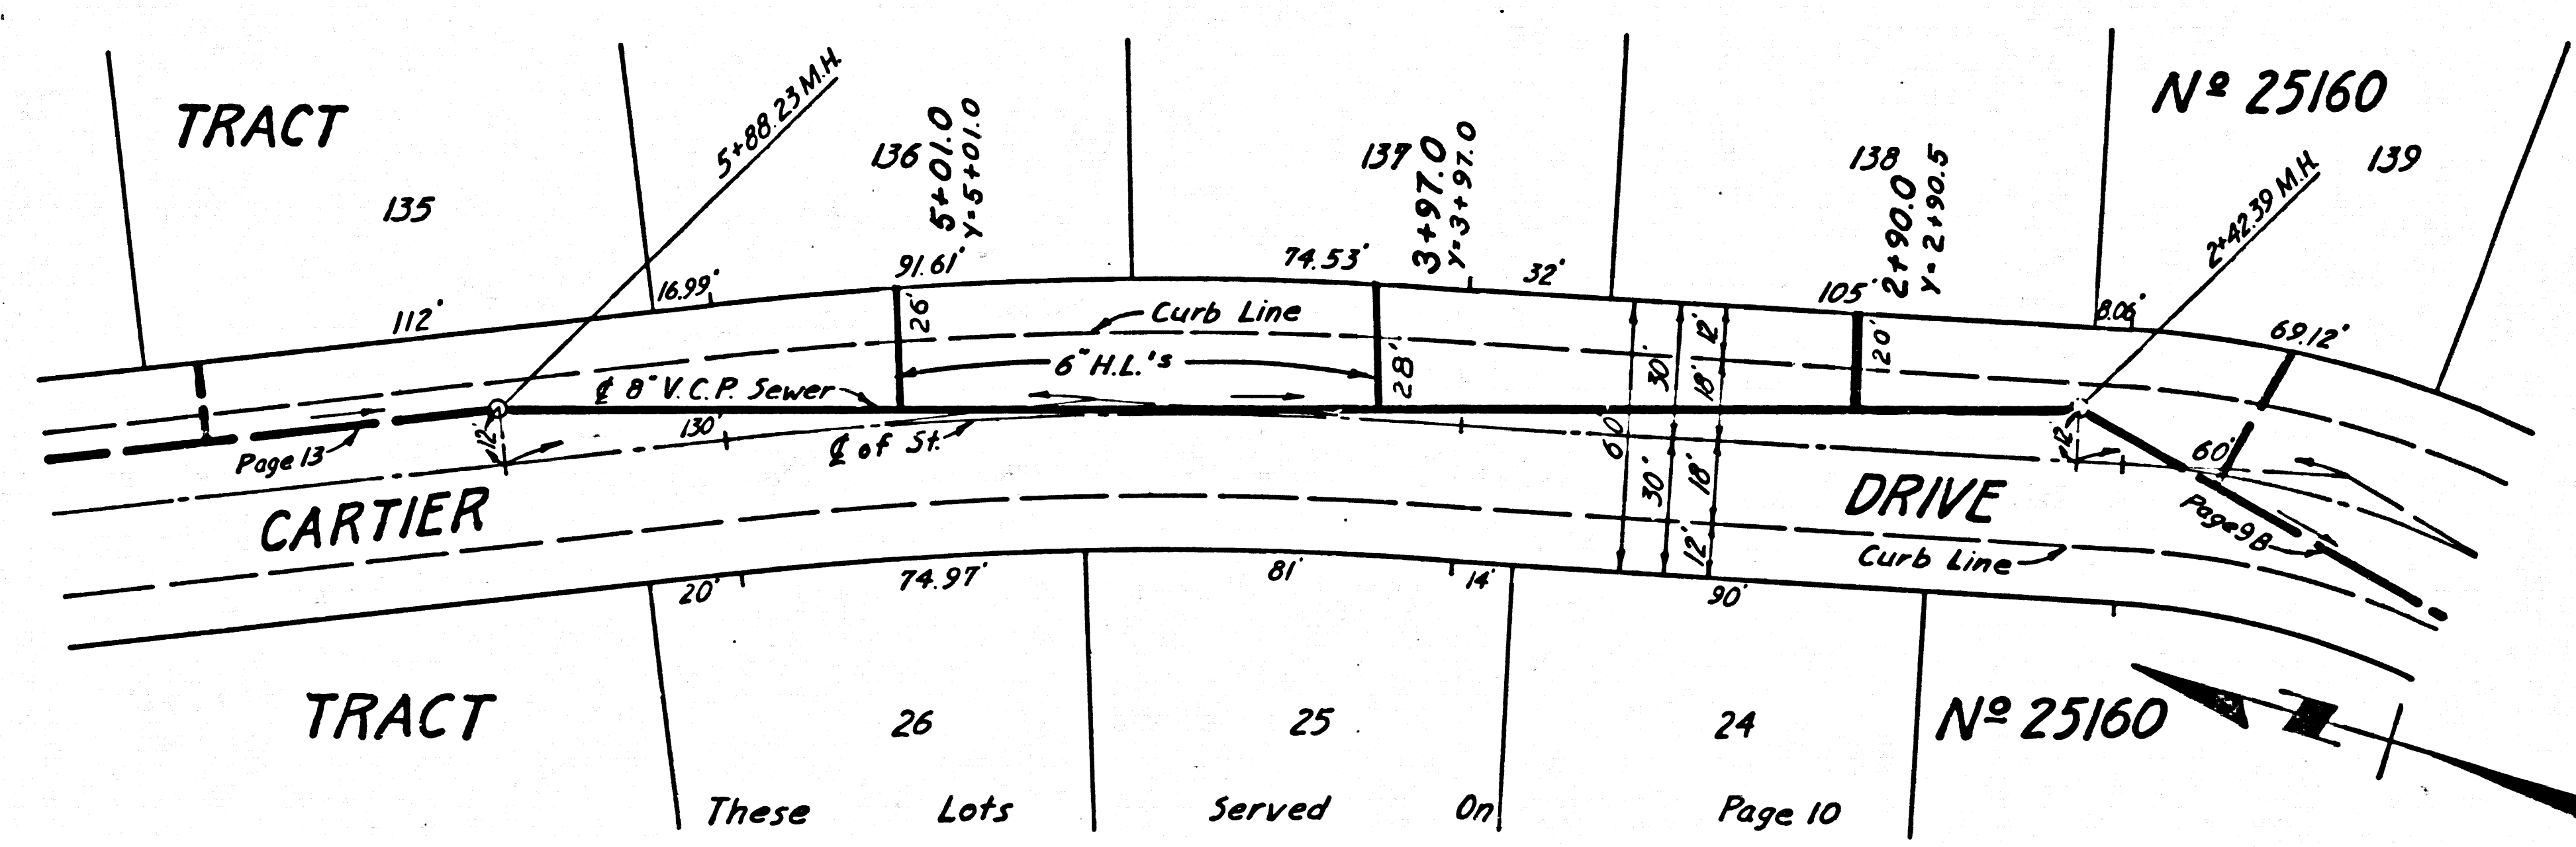 TRACT
Nº 25160
135
136
137
138
139
5+88.23 M.H.
5+01.0
Y=5+01.0
3+97.0
Y=3+97.0
2+90.0
Y=2+90.5
2+42.39 M.H.
112'
16.99'
91.61'
74.53'
32'
105'
8.06'
69.12'
26'
28'
20'
Curb Line
6" H.L.'s
℄ 8" V.C.P. Sewer
Page 13
12'
130'
℄ of St.
60'
30'
30'
12'
18'
18'
12'
12'
60'
Page 9B
CARTIER
DRIVE
Curb Line
20'
74.97'
81'
14'
90'
TRACT
26
25
24
Nº 25160
These Lots Served On Page 10